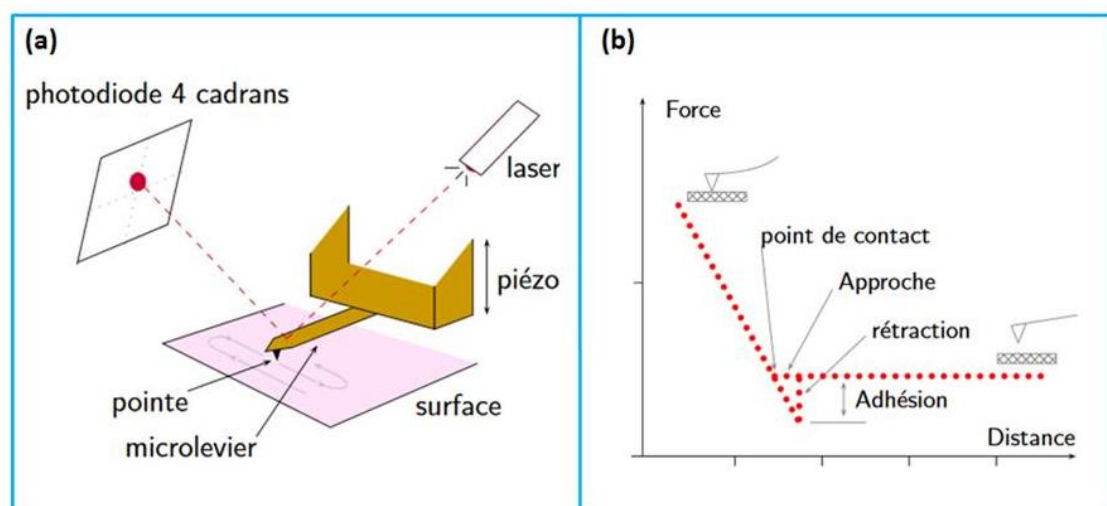 (a)
photodiode 4 cadrans
laser
piézo
pointe
surface
microlevier
(b)
Force
point de contact
Approche
rétraction
Adhésion
Distance